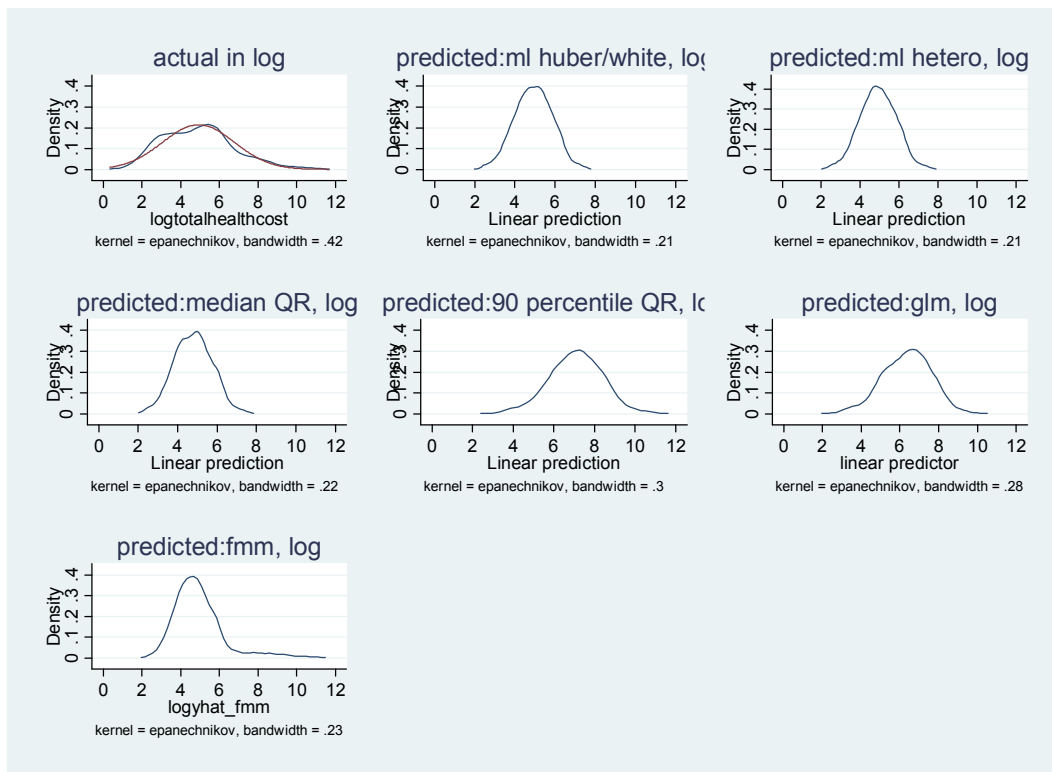 actual in log
Density
0 .1 .2 .3 .4
0 2 4 6 8 10 12
logtotalhealthcost
kernel = epanechnikov, bandwidth = .42
predicted:ml huber/white, log
Density
0 .1 .2 .3 .4
0 2 4 6 8 10 12
Linear prediction
kernel = epanechnikov, bandwidth = .21
predicted:ml hetero, log
Density
0 .1 .2 .3 .4
0 2 4 6 8 10 12
Linear prediction
kernel = epanechnikov, bandwidth = .21
predicted:median QR, log
Density
0 .1 .2 .3 .4
0 2 4 6 8 10 12
Linear prediction
kernel = epanechnikov, bandwidth = .22
predicted:90 percentile QR, lo
Density
0 .1 .2 .3 .4
0 2 4 6 8 10 12
Linear prediction
kernel = epanechnikov, bandwidth = .3
predicted:glm, log
Density
0 .1 .2 .3 .4
0 2 4 6 8 10 12
linear predictor
kernel = epanechnikov, bandwidth = .28
predicted:fmm, log
Density
0 .1 .2 .3 .4
0 2 4 6 8 10 12
logyhat_fmm
kernel = epanechnikov, bandwidth = .23